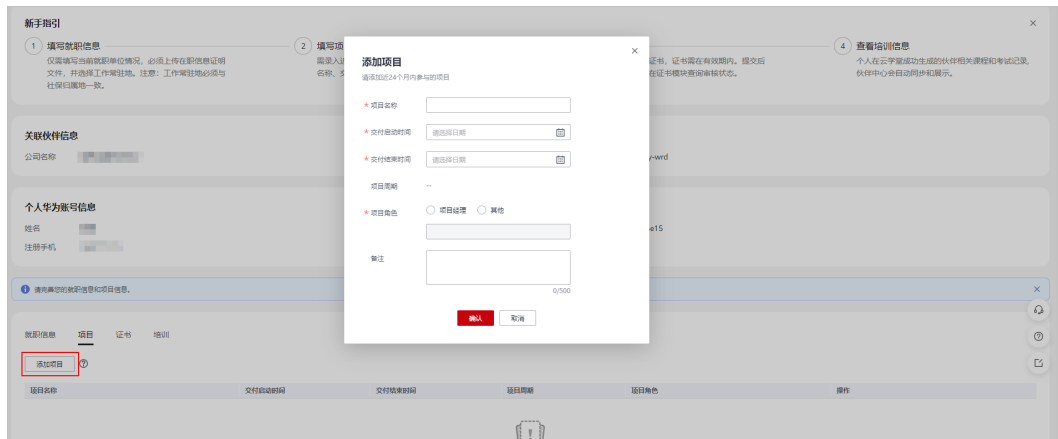 新手指引
1 填写就职信息
仅需填写当前就职单位情况，必须上传在职信息证明
文件，并选择工作常驻地。注意：工作常驻地必须与
社保归属地一致。
2 填写项
需录入近
名称、交
证书，证书需在有效期内。提交后
在证书模块查询审核状态。
4 查看培训信息
个人在云学堂成功生成的伙伴相关课程和考试记录,
伙伴中心会自动同步和展示。
关联伙伴信息
公司名称
y-wrd
个人华为账号信息
姓名
e15
注册手机
请完善您的就职信息和项目信息。
就职信息 项目 证书 培训
添加项目
项目名称 交付启动时间 交付结束时间 项目周期 项目角色 操作
添加项目
请添加近24个月内参与的项目
* 项目名称
* 交付启动时间 请选择日期
* 交付结束时间 请选择日期
项目周期 --
* 项目角色 项目经理 其他
备注
0/500
确认 取消